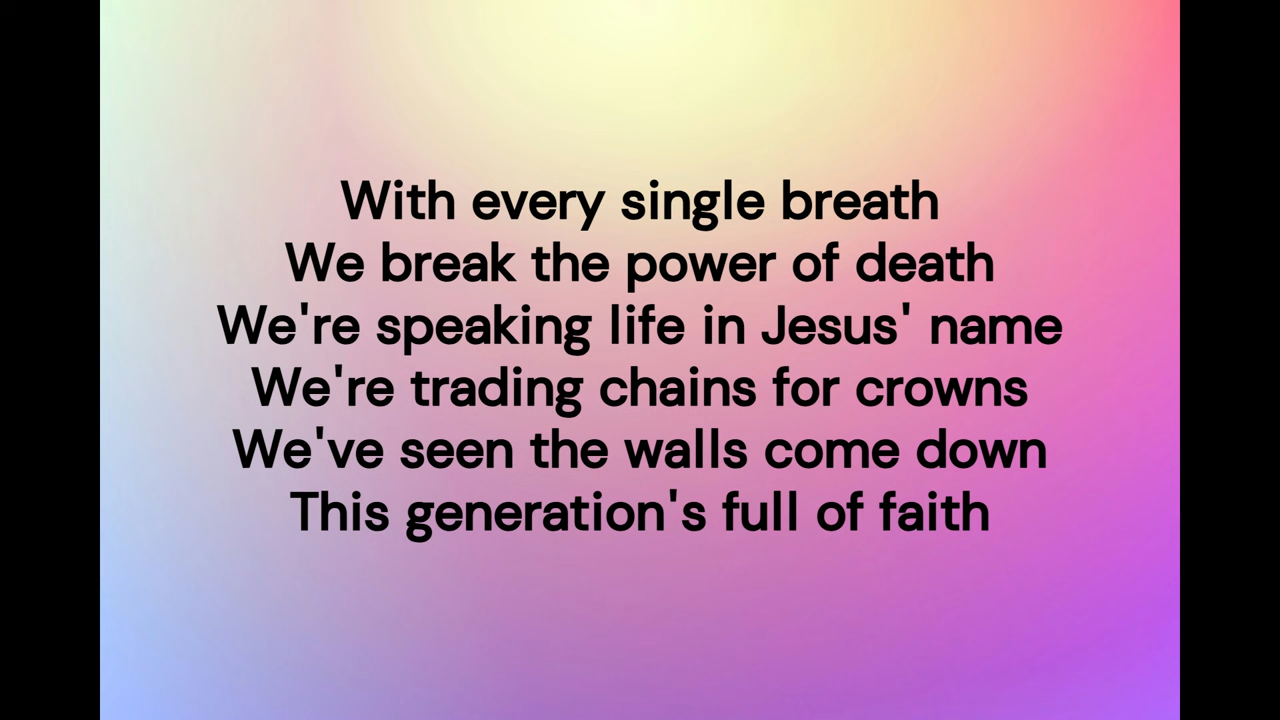 With every single breath
We break the power of death
We're speaking life in Jesus' name
We're trading chains for crowns
We've seen the walls come down
This generation's full of faith